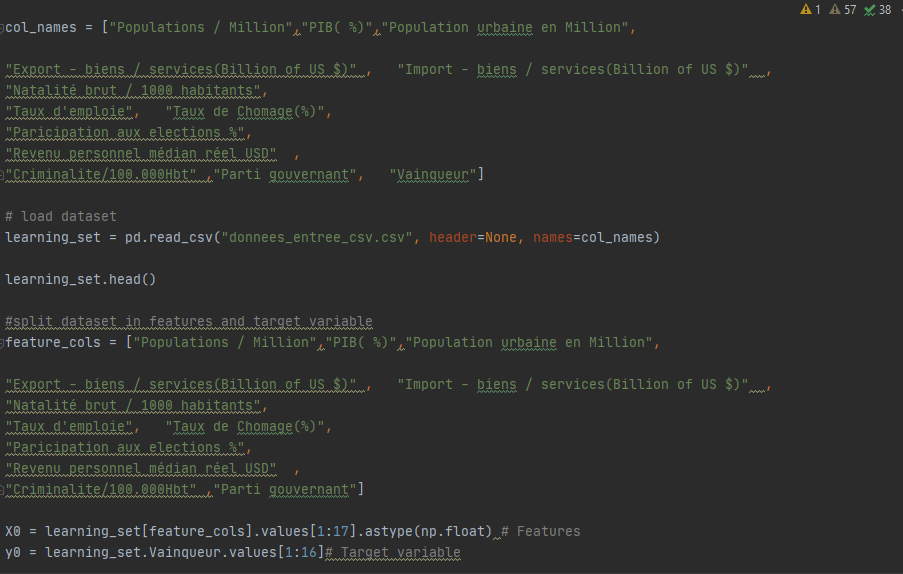 1 57 38
col_names = ["Populations / Million","PIB( %)","Population urbaine en Million",
"Export - biens / services(Billion of US $)" ,   "Import - biens / services(Billion of US $)"  ,
"Natalité brut / 1000 habitants",
"Taux d'emploie",   "Taux de Chomage(%)",
"Paricipation aux elections %",
"Revenu personnel médian réel USD"  ,
"Criminalite/100.000Hbt" ,"Parti gouvernant",   "Vainqueur"]
# load dataset
learning_set = pd.read_csv("donnees_entree_csv.csv", header=None, names=col_names)
learning_set.head()
#split dataset in features and target variable
feature_cols = ["Populations / Million","PIB( %)","Population urbaine en Million",
"Export - biens / services(Billion of US $)" ,   "Import - biens / services(Billion of US $)"  ,
"Natalité brut / 1000 habitants",
"Taux d'emploie",   "Taux de Chomage(%)",
"Paricipation aux elections %",
"Revenu personnel médian réel USD"  ,
"Criminalite/100.000Hbt" ,"Parti gouvernant"]
X0 = learning_set[feature_cols].values[1:17].astype(np.float) # Features
y0 = learning_set.Vainqueur.values[1:16]# Target variable